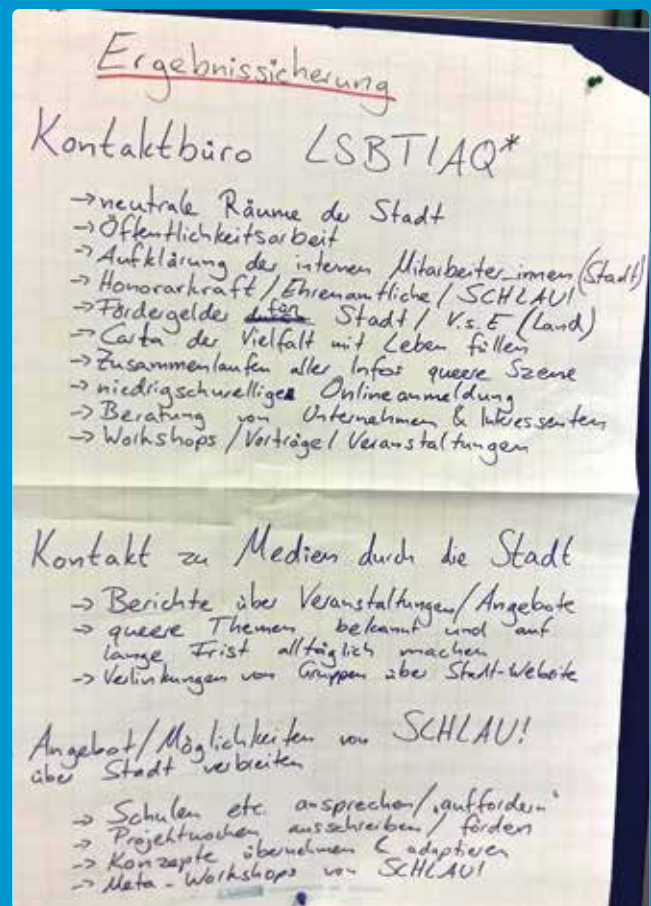 Ergebnissicherung
Kontaktbüro LSBTIAQ*
→ neutrale Räume der Stadt
→ Öffentlichkeitsarbeit
→ Aufklärung der internen Mitarbeiter_innen (Stadt)
→ Honorarkraft / Ehrenamtliche / SCHLAU!
→ Fördergelder Stadt / V.s.E (Land)
→ Carta der Vielfalt mit Leben füllen
→ Zusammenlaufen aller Infos queere Szene
→ niedrigschwellige Onlineanmeldung
→ Beratung von Unternehmen & Interessenten
→ Workshops / Vorträge / Veranstaltungen
Kontakt zu Medien durch die Stadt
→ Berichte über Veranstaltungen / Angebote
→ queere Themen bekannt und auf
lange Frist alltäglich machen
→ Verlinkungen von Gruppen über Stadt-Website
Angebot / Möglichkeiten von SCHLAU!
über Stadt verbreiten
→ Schulen etc. ansprechen / „auffordern“
→ Projektwochen ausschreiben / fördern
→ Konzepte übernehmen & adaptieren
→ Meta-Workshops von SCHLAU!